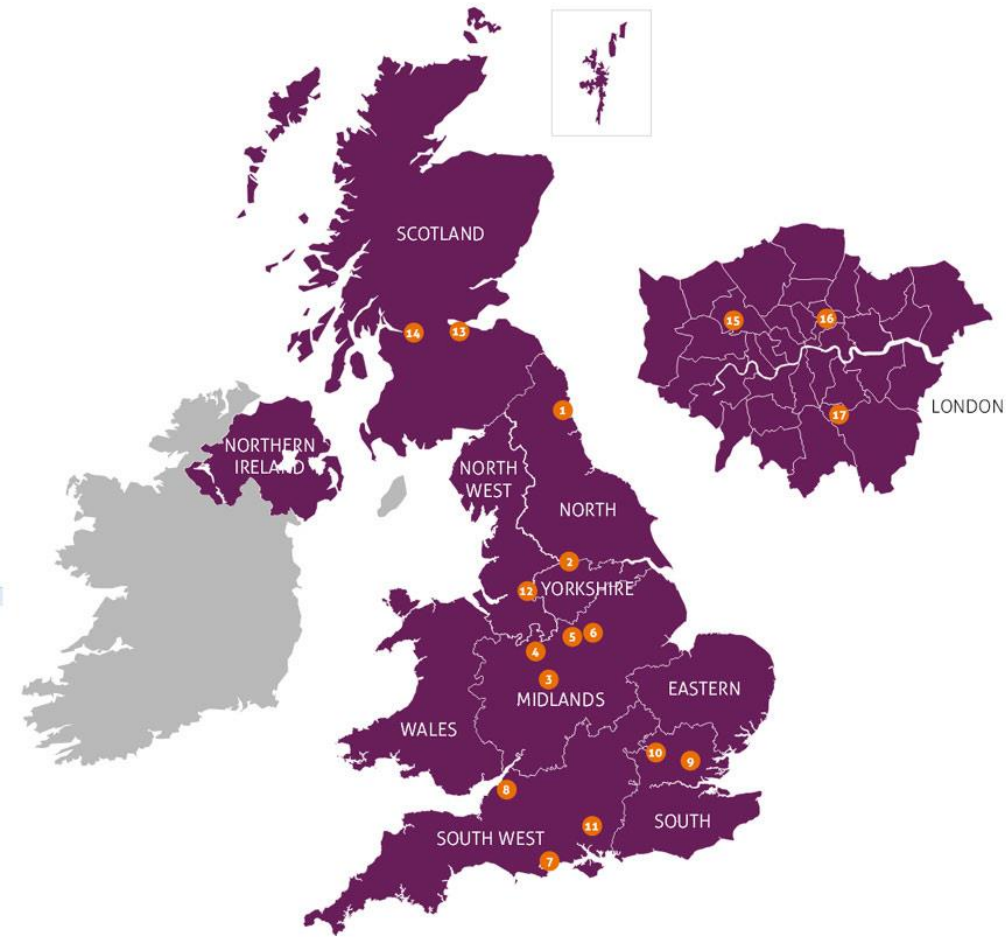 SCOTLAND
14
13
15
16
17
LONDON
1
NORTHERN
IRELAND
NORTH
WEST
NORTH
2
12
YORKSHIRE
5
6
4
3
MIDLANDS
EASTERN
WALES
10
9
8
11
SOUTH
SOUTH WEST
7